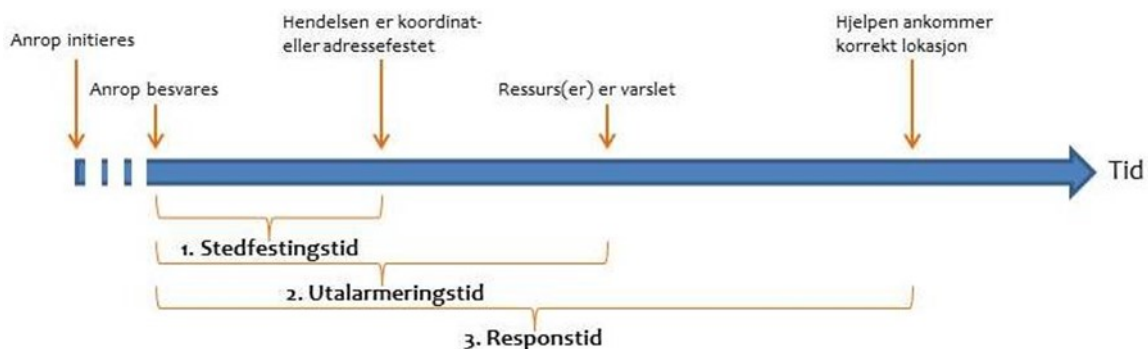 Anrop initieres
Hendelsen er koordinat-
eller adressefestet
Hjelpen ankommer
korrekt lokasjon
Anrop besvares
Ressurs(er) er varslet
Tid
1. Stedfestingstid
2. Utalarmeringstid
3. Responstid